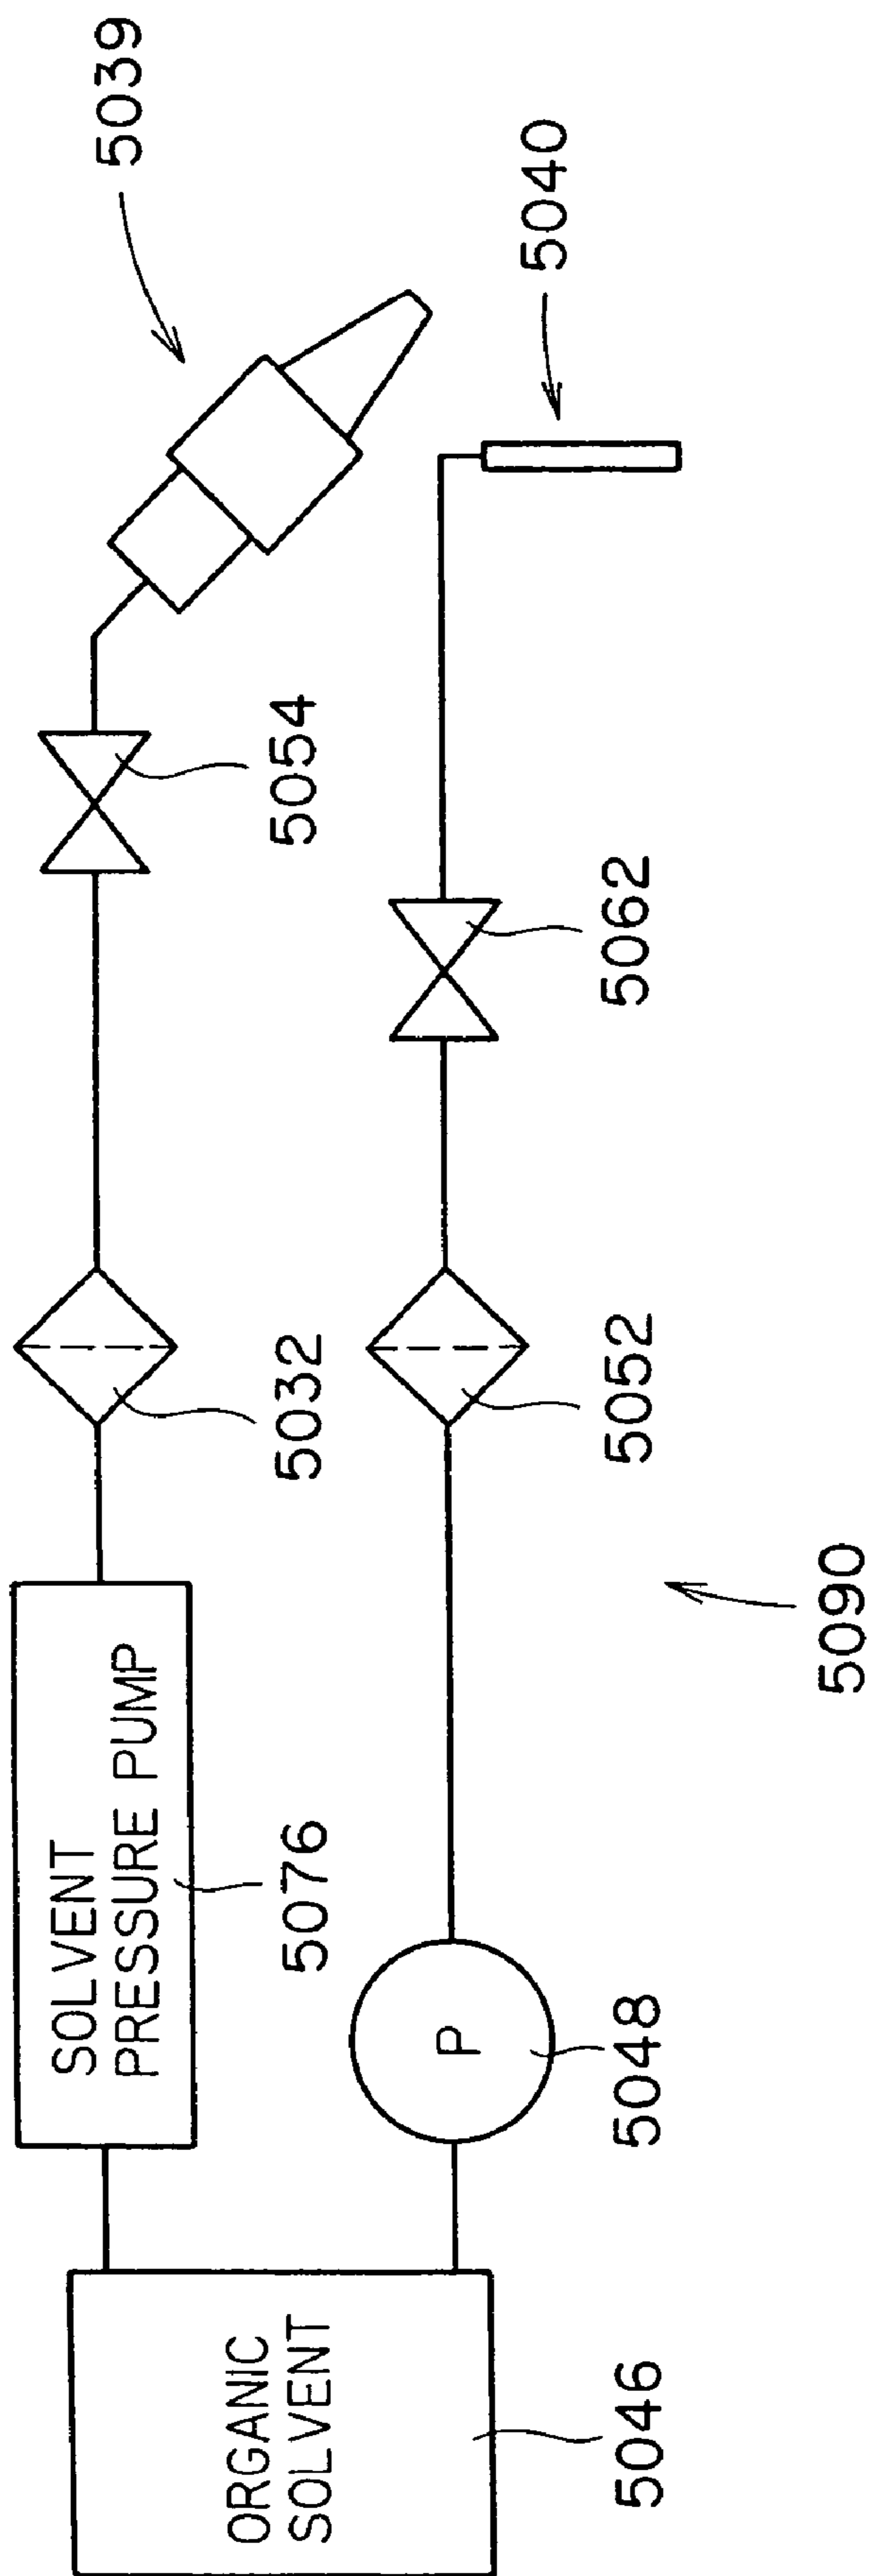 5039
5040
5054
5062
5032
5052
SOLVENT
PRESSURE PUMP
5076
5090
P
5048
ORGANIC
SOLVENT
5046